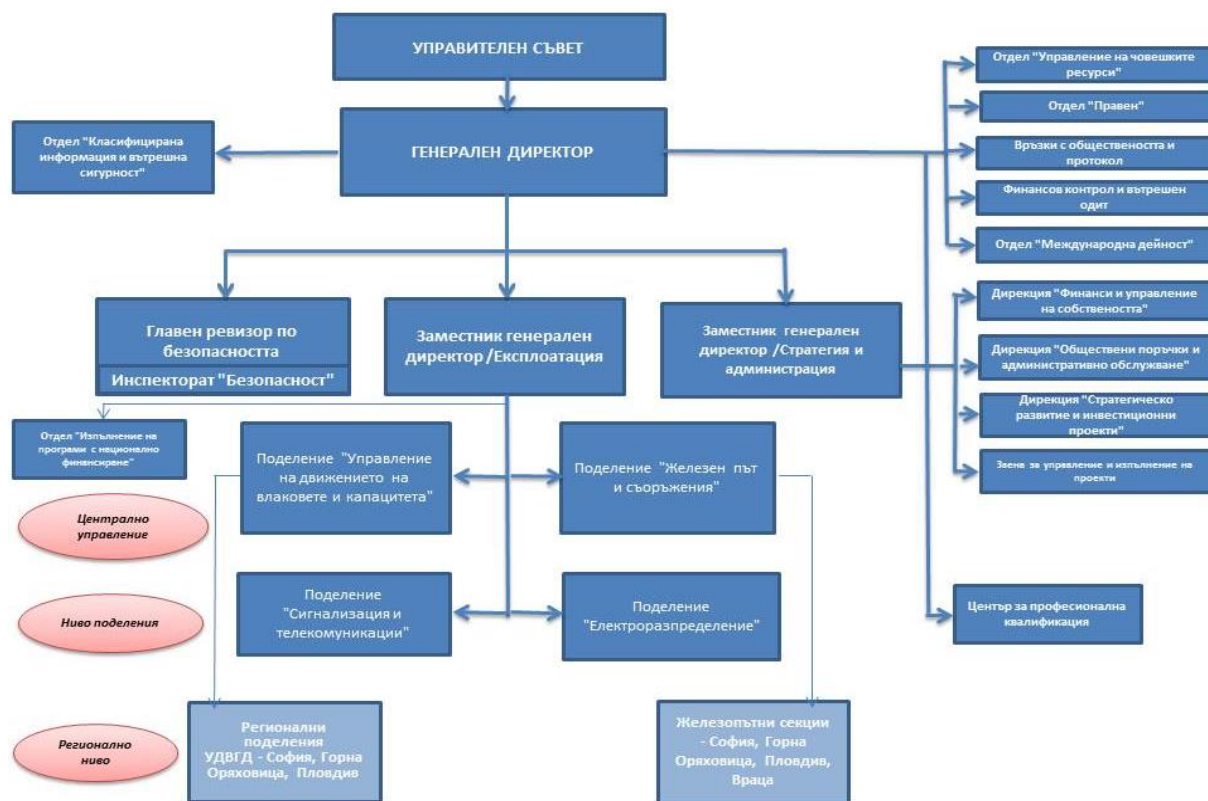 УПРАВИТЕЛЕН СЪВЕТ
ГЕНЕРАЛЕН ДИРЕКТОР
Отдел "Класифицирана
информация и вътрешна
сигурност"
Отдел "Управление на човешките
ресурси"
Отдел "Правен"
Връзки с обществеността и
протокол
Финансов контрол и вътрешен
одит
Отдел "Международна дейност"
Главен ревизор по
безопасността
Инспекторат "Безопасност"
Заместник генерален
директор /Експлоатация
Заместник генерален
директор /Стратегия и
администрация
Дирекция "Финанси и управление
на собствеността"
Дирекция "Обществени поръчки и
административно обслужване"
Дирекция "Стратегическо
развитие и инвестиционни
проекти"
Звена за управление и изпълнение на
проекти
Отдел "Изпълнение на
програми с национално
финансиране"
Поделение "Управление
на движението на
влаковете и капацитета"
Поделение "Железен път
и съоръжения"
Централно
управление
Поделение
"Сигнализация и
телекомуникации"
Поделение
"Електроразпределение"
Ниво поделения
Център за професионална
квалификация
Регионални
поделения
УДВГД - София, Горна
Оряховица, Пловдив
Железопътни секции
- София, Горна
Оряховица, Пловдив,
Враца
Регионално
ниво